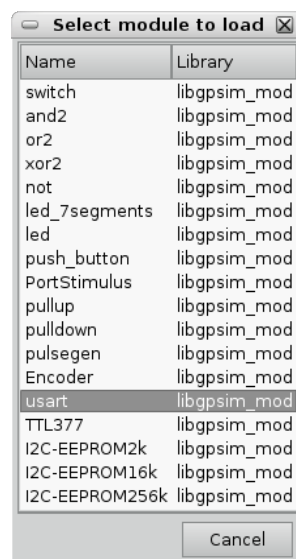 Select module to load
Name Library
switch libgpsim_mod
and2 libgpsim_mod
or2 libgpsim_mod
xor2 libgpsim_mod
not libgpsim_mod
led_7segments libgpsim_mod
led libgpsim_mod
push_button libgpsim_mod
PortStimulus libgpsim_mod
pullup libgpsim_mod
pulldown libgpsim_mod
pulsegen libgpsim_mod
Encoder libgpsim_mod
usart libgpsim_mod
TTL377 libgpsim_mod
I2C-EEPROM2k libgpsim_mod
I2C-EEPROM16k libgpsim_mod
I2C-EEPROM256k libgpsim_mod
Cancel